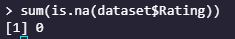 > sum(is.na(dataset$Rating))
[1] 0